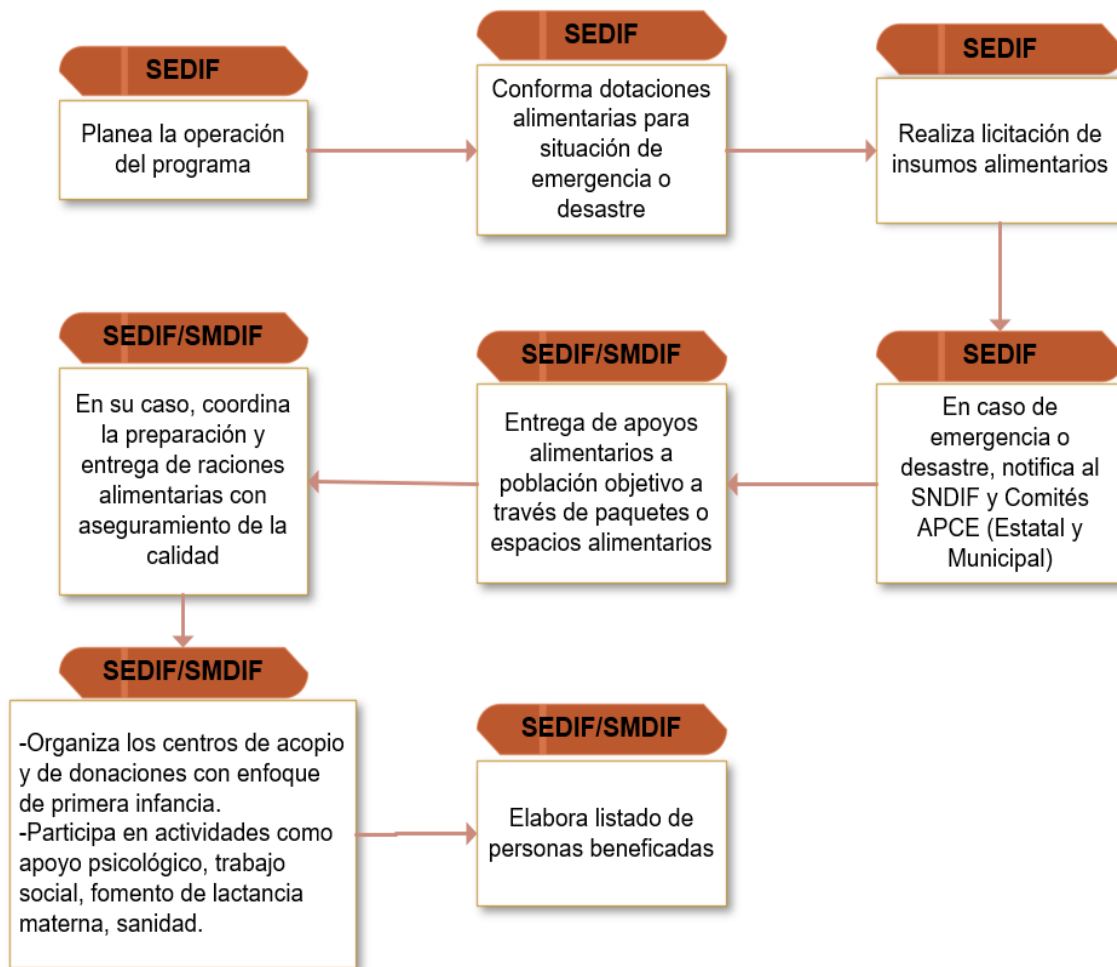 SEDIF
Planea la operación
del programa
SEDIF
Conforma dotaciones
alimentarias para
situación de
emergencia o
desastre
SEDIF
Realiza licitación de
insumos alimentarios
SEDIF
En caso de
emergencia o
desastre, notifica al
SNDIF y Comités
APCE (Estatal y
Municipal)
SEDIF/SMDIF
Entrega de apoyos
alimentarios a
población objetivo a
través de paquetes o
espacios alimentarios
SEDIF/SMDIF
En su caso, coordina
la preparación y
entrega de raciones
alimentarias con
aseguramiento de la
calidad
SEDIF/SMDIF
-Organiza los centros de acopio
y de donaciones con enfoque
de primera infancia.
-Participa en actividades como
apoyo psicológico, trabajo
social, fomento de lactancia
materna, sanidad.
SEDIF/SMDIF
Elabora listado de
personas beneficadas